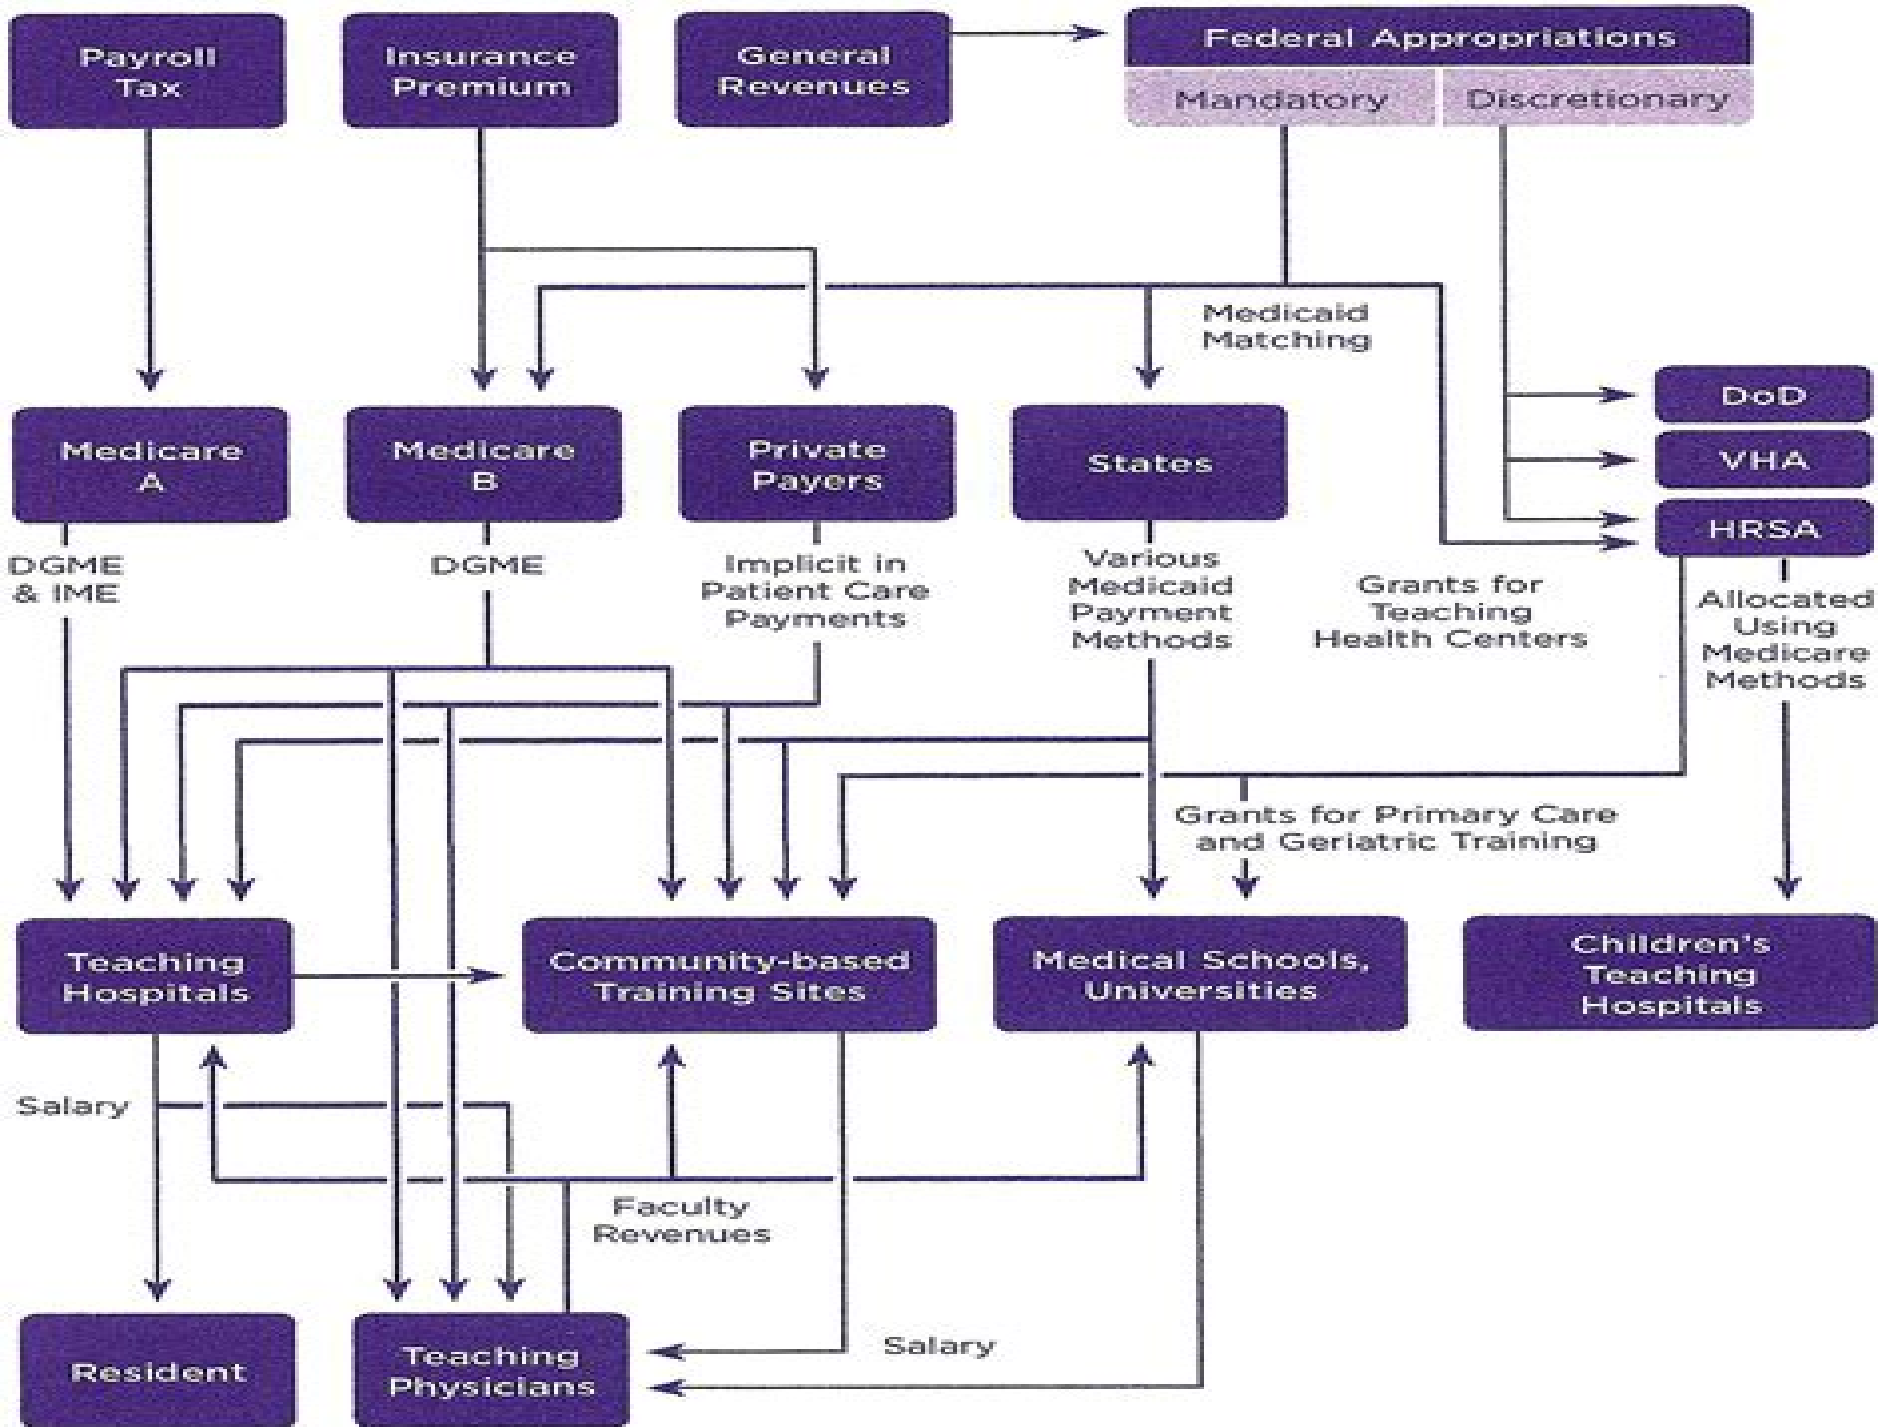 Payroll
Tax
Insurance
Premium
General
Revenues
Federal Appropriations
Mandatory
Discretionary
Medicaid
Matching
Medicare
A
Medicare
B
Private
Payers
States
DoD
VHA
HRSA
DGME
& IME
DGME
Implicit in
Patient Care
Payments
Various
Medicaid
Payment
Methods
Grants for
Teaching
Health Centers
Allocated
Using
Medicare
Methods
Grants for Primary Care
and Geriatric Training
Teaching
Hospitals
Community-based
Training Sites
Medical Schools,
Universities
Children's
Teaching
Hospitals
Salary
Faculty
Revenues
Salary
Resident
Teaching
Physicians